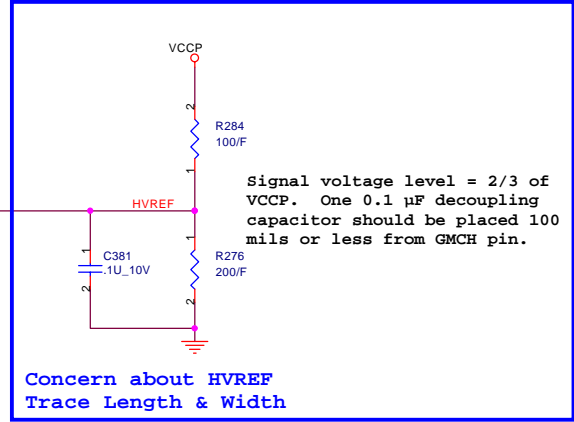 VCCP
2
R284
100/F
1
Signal voltage level = 2/3 of
VCCP. One 0.1 µF decoupling
capacitor should be placed 100
mils or less from GMCH pin.
HVREF
1
C381
.1U_10V
2
1
R276
200/F
2
Concern about HVREF
Trace Length & Width